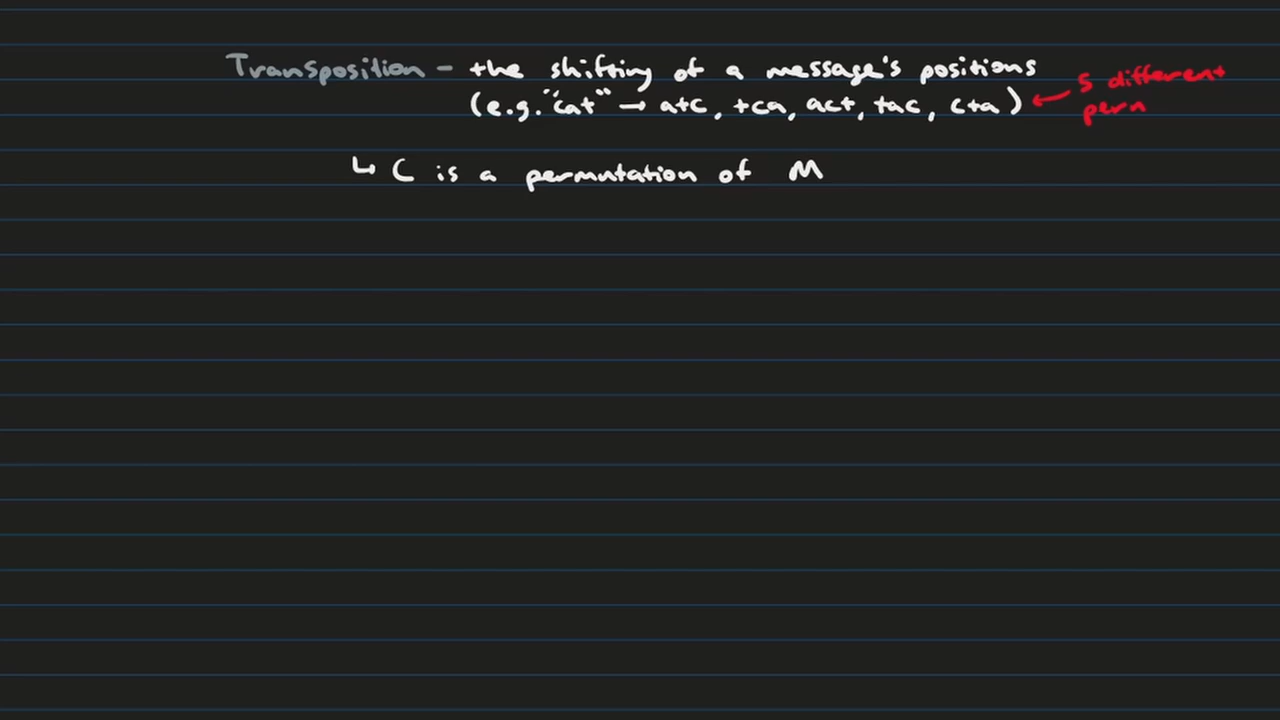 Transposition - the shifting of a message's positions
(e.g. "cat" → atc, tca, act, tac, cta) ← 5 different
perm
↳ C is a permutation of M